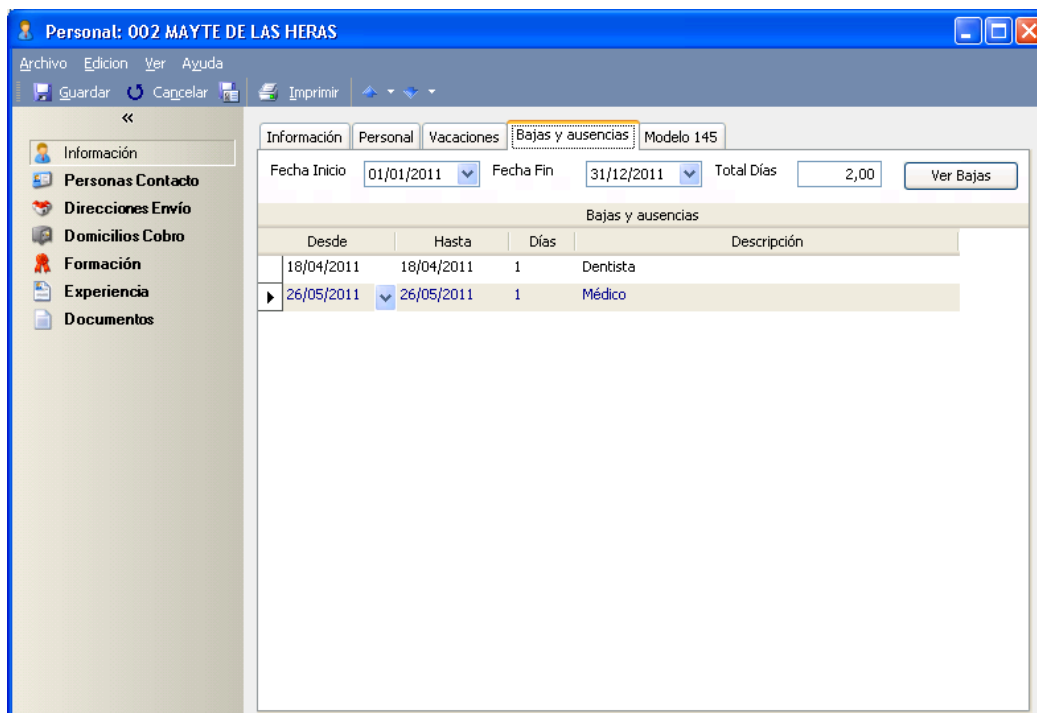 Personal: 002 MAYTE DE LAS HERAS
Archivo Edicion Ver Ayuda
Guardar Cancelar Imprimir
«
Información
Personas Contacto
Direcciones Envío
Domicilios Cobro
Formación
Experiencia
Documentos
Información Personal Vacaciones Bajas y ausencias Modelo 145
Fecha Inicio 01/01/2011 Fecha Fin 31/12/2011 Total Días 2,00 Ver Bajas
Bajas y ausencias
Desde Hasta Días Descripción
18/04/2011 18/04/2011 1 Dentista
26/05/2011 26/05/2011 1 Médico